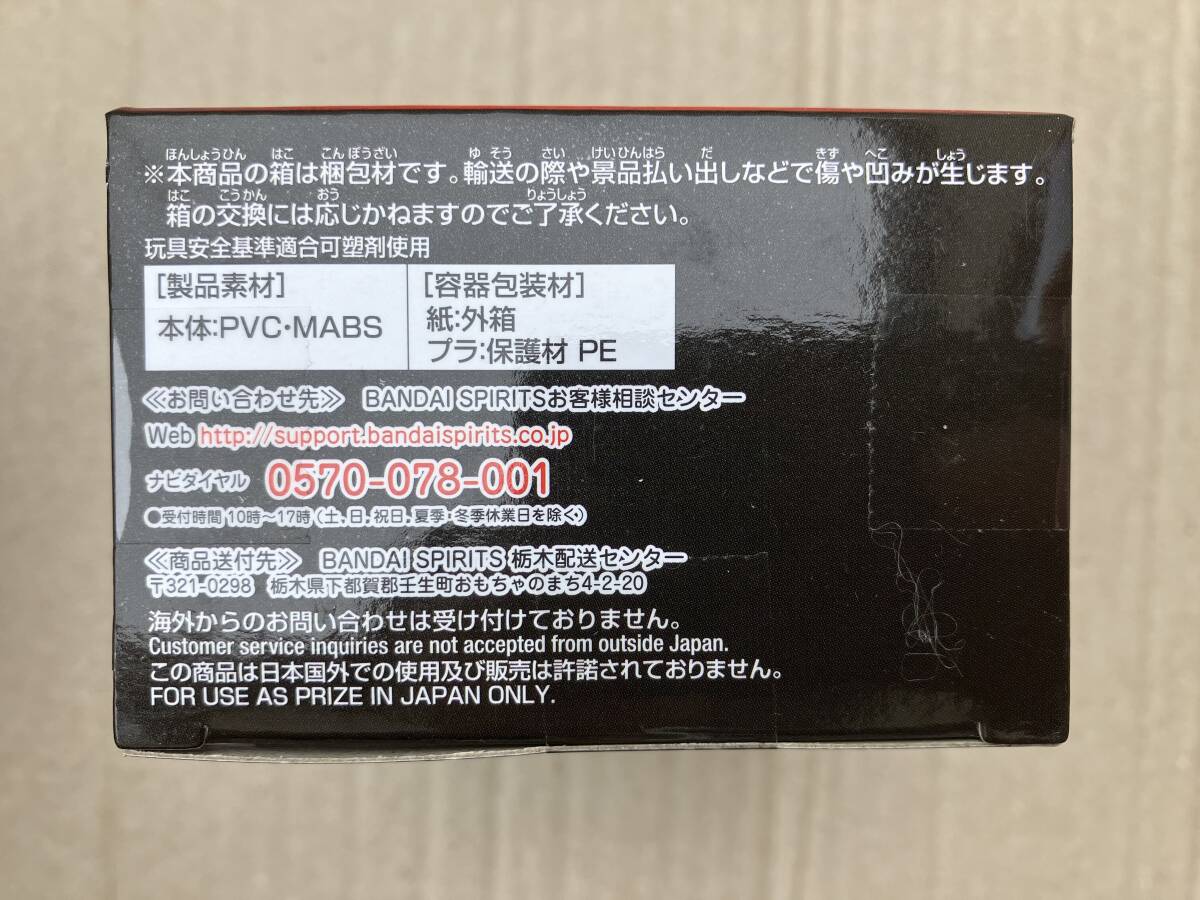 ※本商品の箱は梱包材です。輸送の際や景品払い出しなどで傷や凹みが生じます。
箱の交換には応じかねますのでご了承ください。
玩具安全基準適合可塑剤使用
[製品素材] [容器包装材]
本体:PVC・MABS 紙:外箱
プラ:保護材 PE
≪お問い合わせ先≫ BANDAI SPIRITSお客様相談センター
Web http://support.bandaispirits.co.jp
ナビダイヤル 0570-078-001
●受付時間 10時〜17時(土、日、祝日、夏季・冬季休業日を除く)
≪商品送付先≫ BANDAI SPIRITS 栃木配送センター
〒321-0298 栃木県下都賀郡壬生町おもちゃのまち4-2-20
海外からのお問い合わせは受け付けておりません。
Customer service inquiries are not accepted from outside Japan.
この商品は日本国外での使用及び販売は許諾されておりません。
FOR USE AS PRIZE IN JAPAN ONLY.